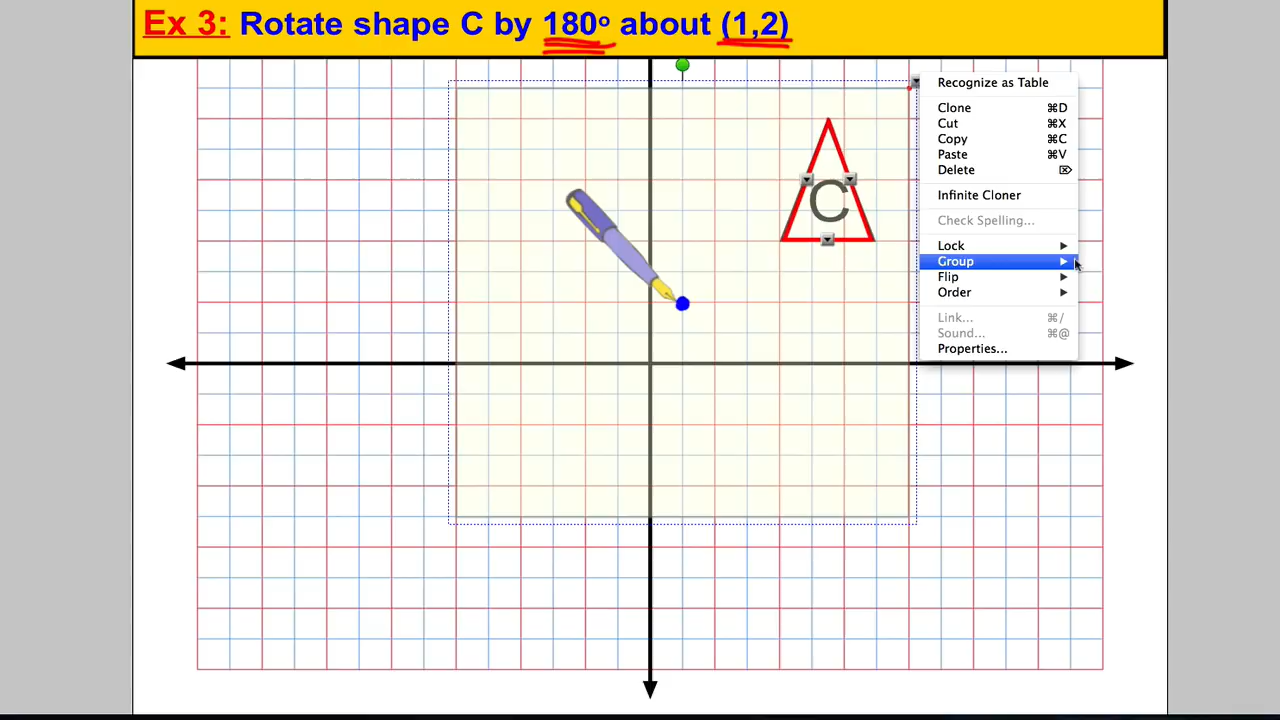 Ex 3: Rotate shape C by 180º about (1,2)
C
Recognize as Table
Clone ⌘D
Cut ⌘X
Copy ⌘C
Paste ⌘V
Delete ⌦
Infinite Cloner
Check Spelling...
Lock
Group
Flip
Order
Link... ⌘/
Sound... ⌘@
Properties...